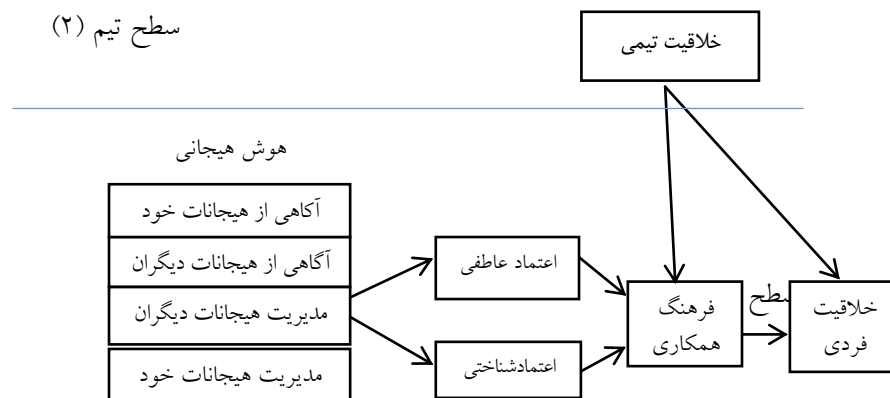 سطح تیم (۲)
خلاقیت تیمی
هوش هیجانی
آکاهی از هیجانات خود
آگاهی از هیجانات دیگران
مدیریت هیجانات دیگران
مدیریت هیجانات خود
اعتماد عاطفی
اعتمادشناختی
فرهنگ
همکاری
سطح
خلاقیت
فردی